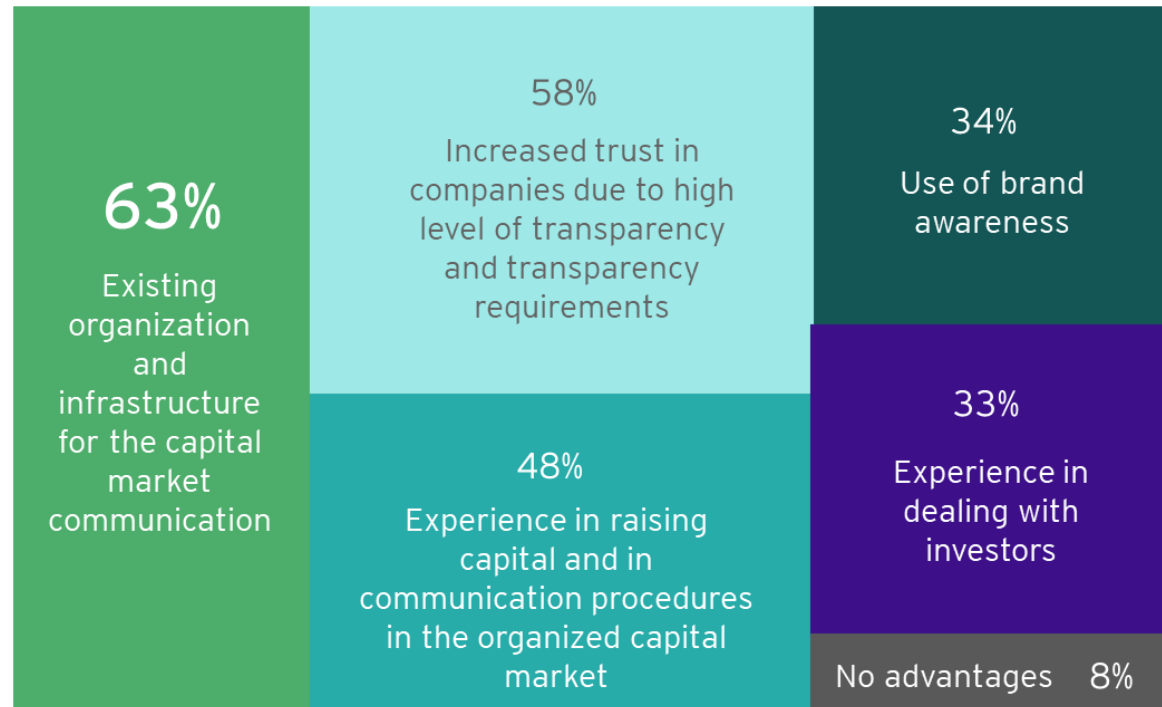 63%
Existing
organization
and
infrastructure
for the capital
market
communication
58%
Increased trust in
companies due to high
level of transparency
and transparency
requirements
48%
Experience in raising
capital and in
communication procedures
in the organized capital
market
34%
Use of brand
awareness
33%
Experience in
dealing with
investors
No advantages 8%